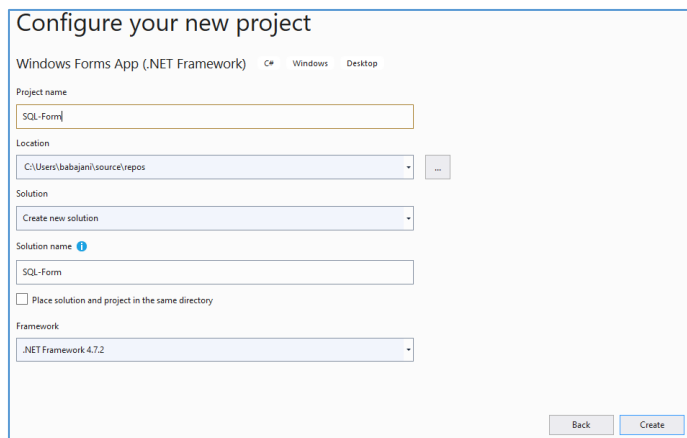 Configure your new project
Windows Forms App (.NET Framework) C# Windows Desktop
Project name
SQL-Form
Location
C:\Users\babajani\source\repos
...
Solution
Create new solution
Solution name
SQL-Form
Place solution and project in the same directory
Framework
.NET Framework 4.7.2
Back Create